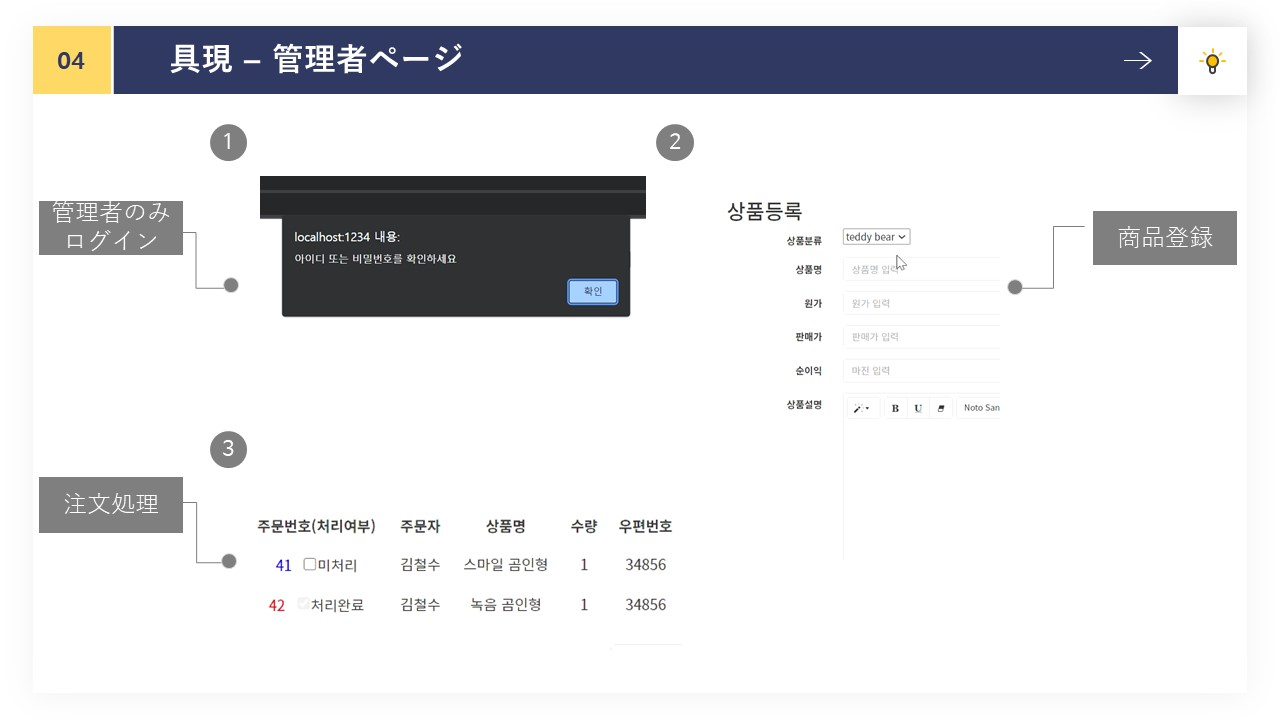 04
具現 – 管理者ページ
1
管理者のみ
ログイン
localhost:1234 내용:
아이디 또는 비밀번호를 확인하세요
확인
2
상품등록
상품분류 teddy bear
상품명 상품명 입력
원가 원가 입력
판매가 판매가 입력
순이익 마진 입력
상품설명 B U Noto San
商品登録
3
注文処理
주문번호(처리여부) 주문자 상품명 수량 우편번호
41 미처리 김철수 스마일 곰인형 1 34856
42 처리완료 김철수 녹음 곰인형 1 34856